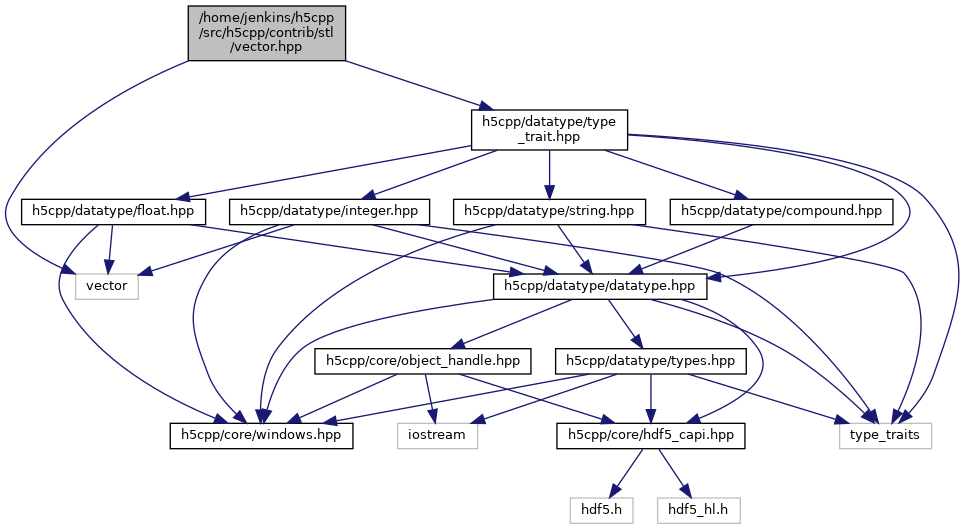 /home/jenkins/h5cpp
/src/h5cpp/contrib/stl
/vector.hpp
h5cpp/datatype/type
_trait.hpp
h5cpp/datatype/float.hpp
h5cpp/datatype/integer.hpp
h5cpp/datatype/string.hpp
h5cpp/datatype/compound.hpp
vector
h5cpp/datatype/datatype.hpp
h5cpp/core/object_handle.hpp
h5cpp/datatype/types.hpp
h5cpp/core/windows.hpp
iostream
h5cpp/core/hdf5_capi.hpp
type_traits
hdf5.h
hdf5_hl.h